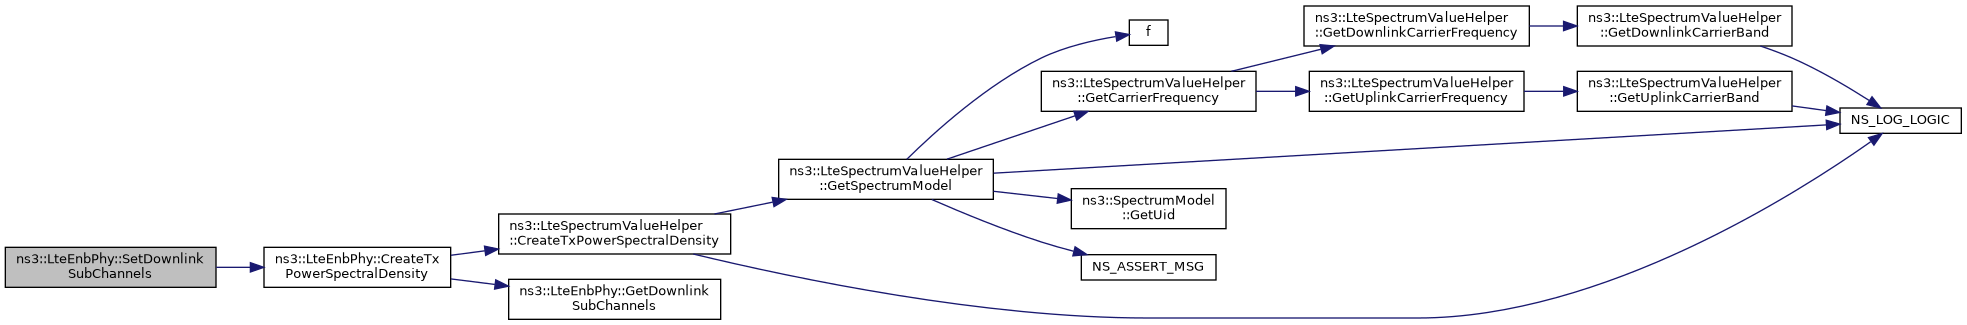 ns3::LteEnbPhy::SetDownlink
SubChannels
ns3::LteEnbPhy::CreateTx
PowerSpectralDensity
ns3::LteSpectrumValueHelper
::CreateTxPowerSpectralDensity
ns3::LteEnbPhy::GetDownlink
SubChannels
ns3::LteSpectrumValueHelper
::GetSpectrumModel
f
ns3::LteSpectrumValueHelper
::GetCarrierFrequency
ns3::SpectrumModel
::GetUid
NS_ASSERT_MSG
ns3::LteSpectrumValueHelper
::GetDownlinkCarrierFrequency
ns3::LteSpectrumValueHelper
::GetUplinkCarrierFrequency
ns3::LteSpectrumValueHelper
::GetDownlinkCarrierBand
ns3::LteSpectrumValueHelper
::GetUplinkCarrierBand
NS_LOG_LOGIC